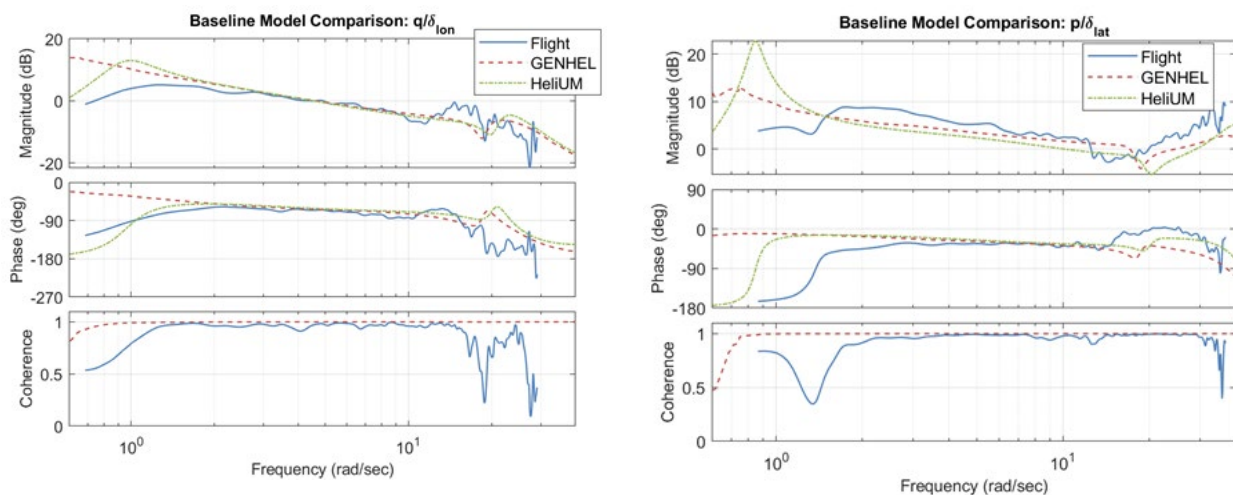 Baseline Model Comparison: q/δlon
Flight
GENHEL
HeliUM
Magnitude (dB)
20
0
-20
Phase (deg)
0
-90
-180
-270
Coherence
1
0.5
0
10^0
10^1
Frequency (rad/sec)
Baseline Model Comparison: p/δlat
Flight
GENHEL
HeliUM
Magnitude (dB)
20
10
0
Phase (deg)
90
0
-90
-180
Coherence
1
0.5
0
10^0
10^1
Frequency (rad/sec)